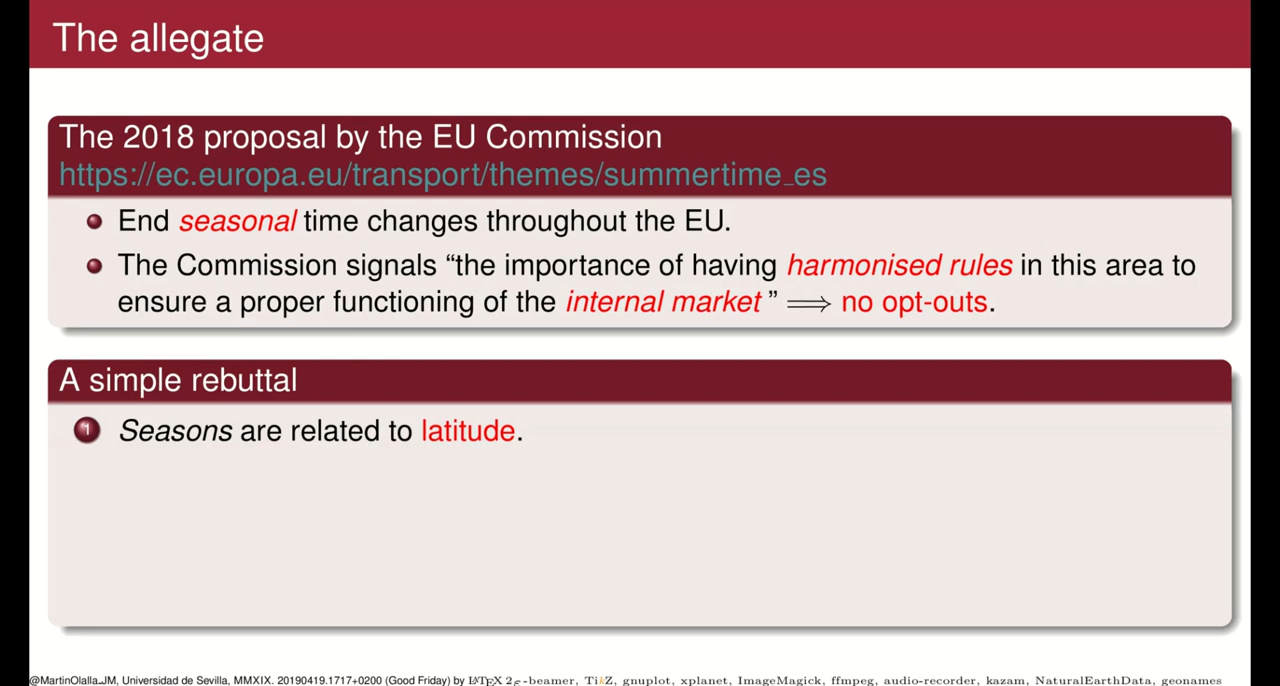 The allegate
The 2018 proposal by the EU Commission
https://ec.europa.eu/transport/themes/summertime_es
End seasonal time changes throughout the EU.
The Commission signals “the importance of having harmonised rules in this area to
ensure a proper functioning of the internal market ” ⟹ no opt-outs.
A simple rebuttal
1 Seasons are related to latitude.
@MartinOlalla_JM, Universidad de Sevilla, MMXIX. 20190419.1717+0200 (Good Friday) by LATEX 2ε-beamer, TikZ, gnuplot, xplanet, ImageMagick, ffmpeg, audio-recorder, kazam, NaturalEarthData, geonames